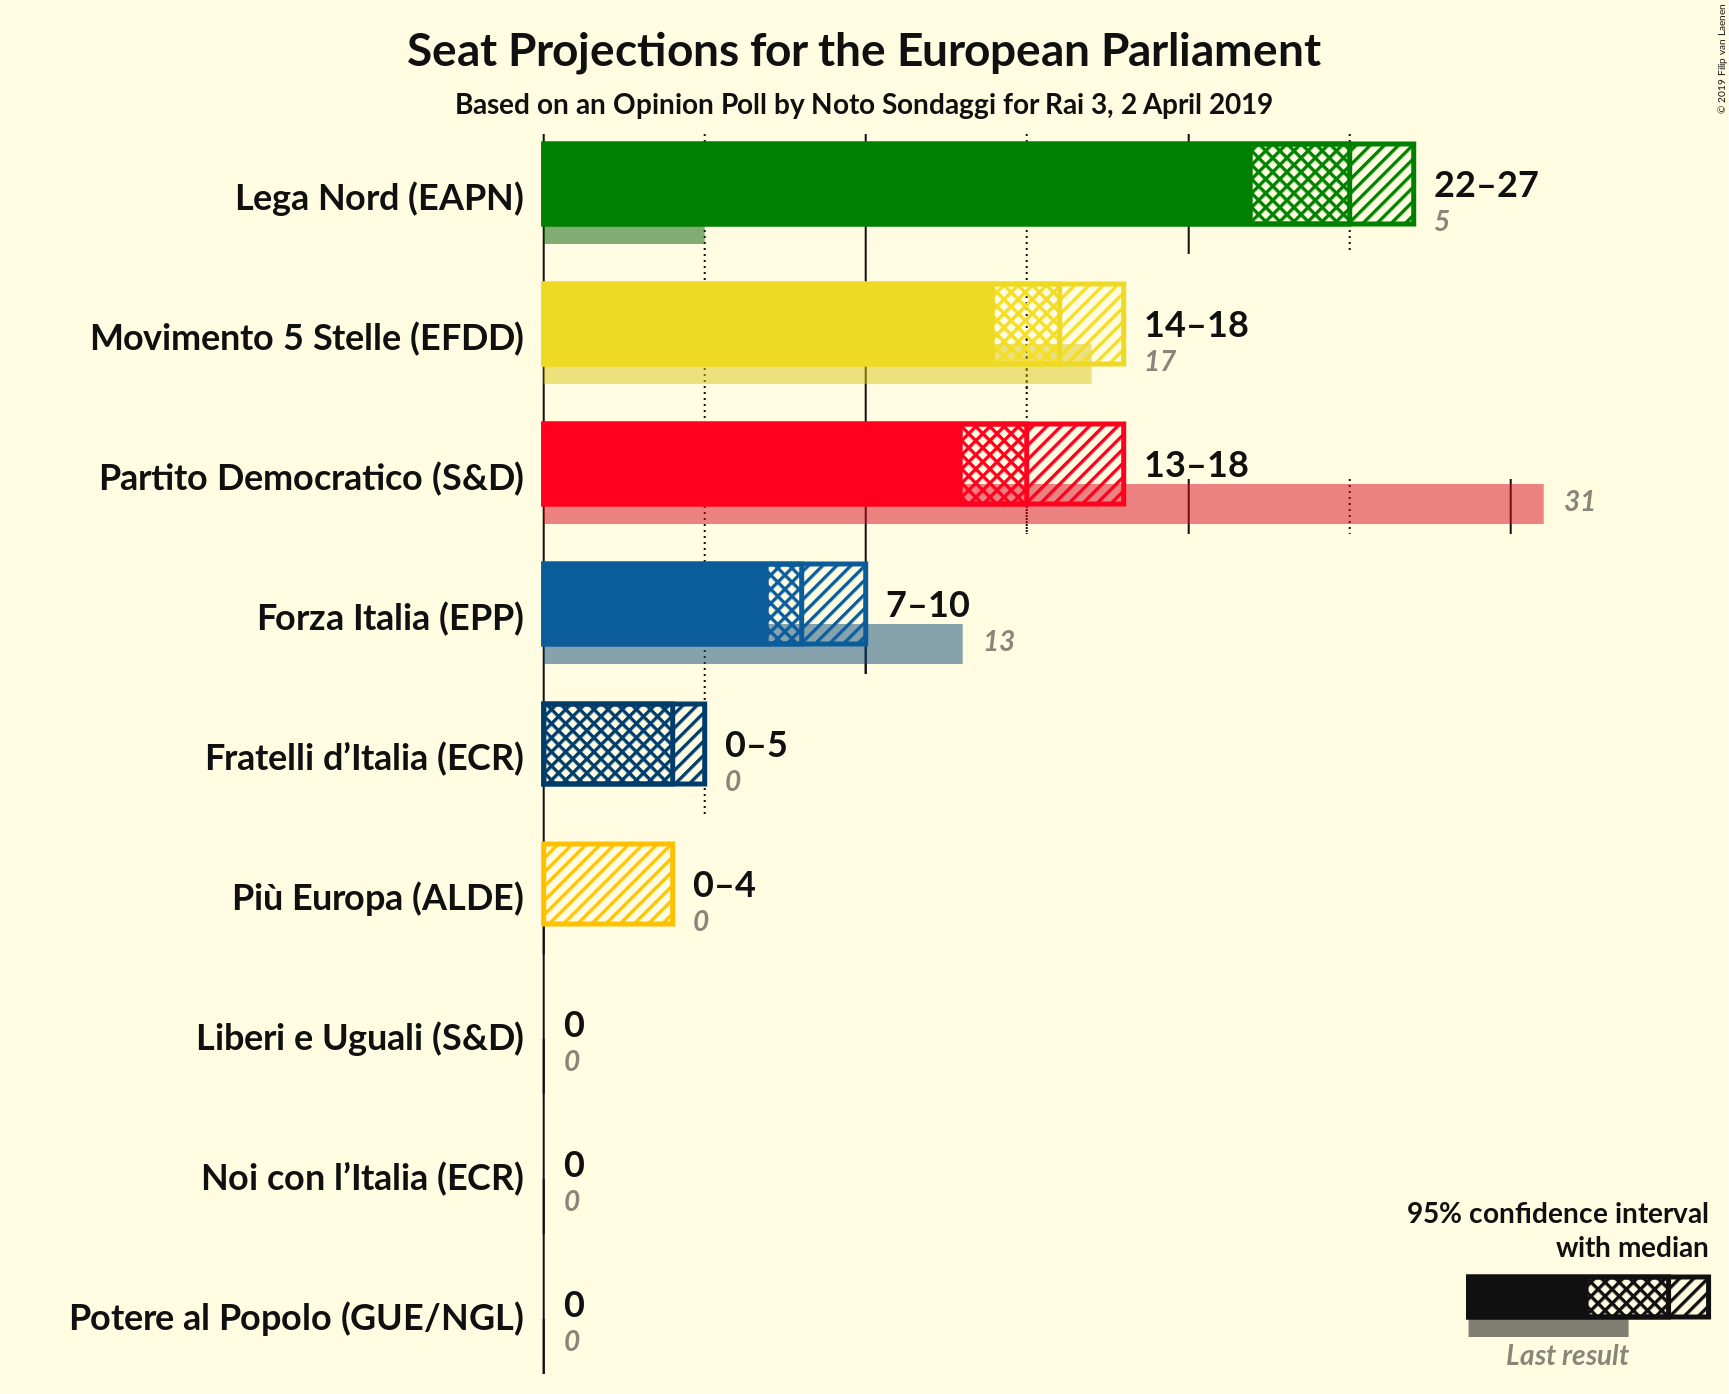 Seat Projections for the European Parliament
Based on an Opinion Poll by Noto Sondaggi for Rai 3, 2 April 2019
© 2019 Filip van Laenen
Lega Nord (EAPN)
22–27
5
Movimento 5 Stelle (EFDD)
14–18
17
Partito Democratico (S&D)
13–18
31
Forza Italia (EPP)
7–10
13
Fratelli d’Italia (ECR)
0–5
0
Più Europa (ALDE)
0–4
0
Liberi e Uguali (S&D)
0
0
Noi con l’Italia (ECR)
0
0
Potere al Popolo (GUE/NGL)
0
0
95% confidence interval
with median
Last result